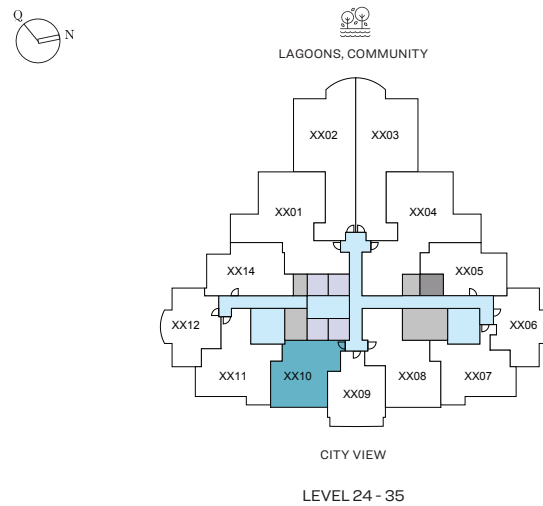 Q
N
LAGOONS, COMMUNITY
XX02
XX03
XX01
XX04
XX14
XX05
XX12
XX06
XX11
XX10
XX08
XX07
XX09
CITY VIEW
LEVEL 24 - 35